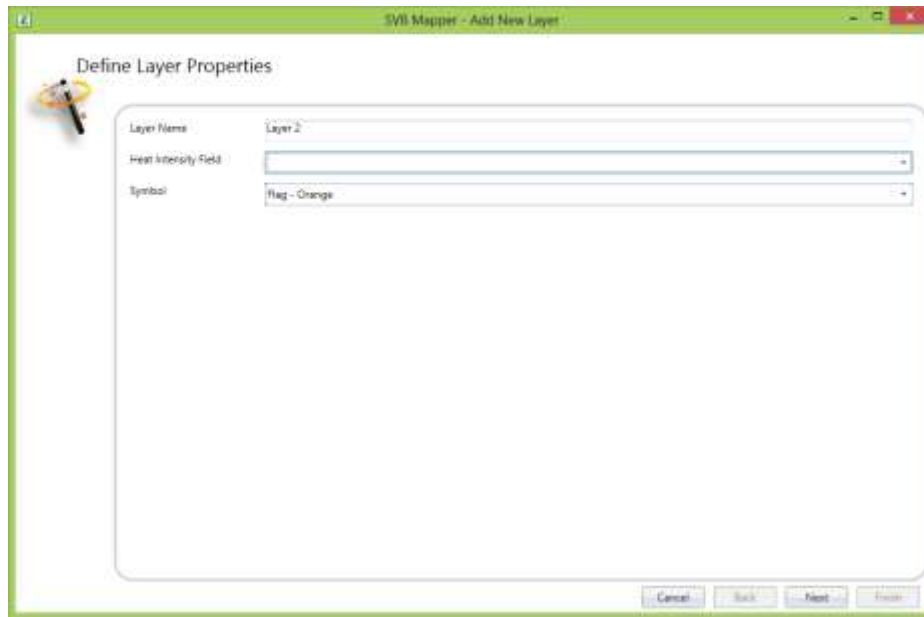 SVB Mapper - Add New Layer
Define Layer Properties
Layer Name
Layer 2
Heat Intensity Field
Symbol
Flag - Orange
Cancel
Back
Next
Finish